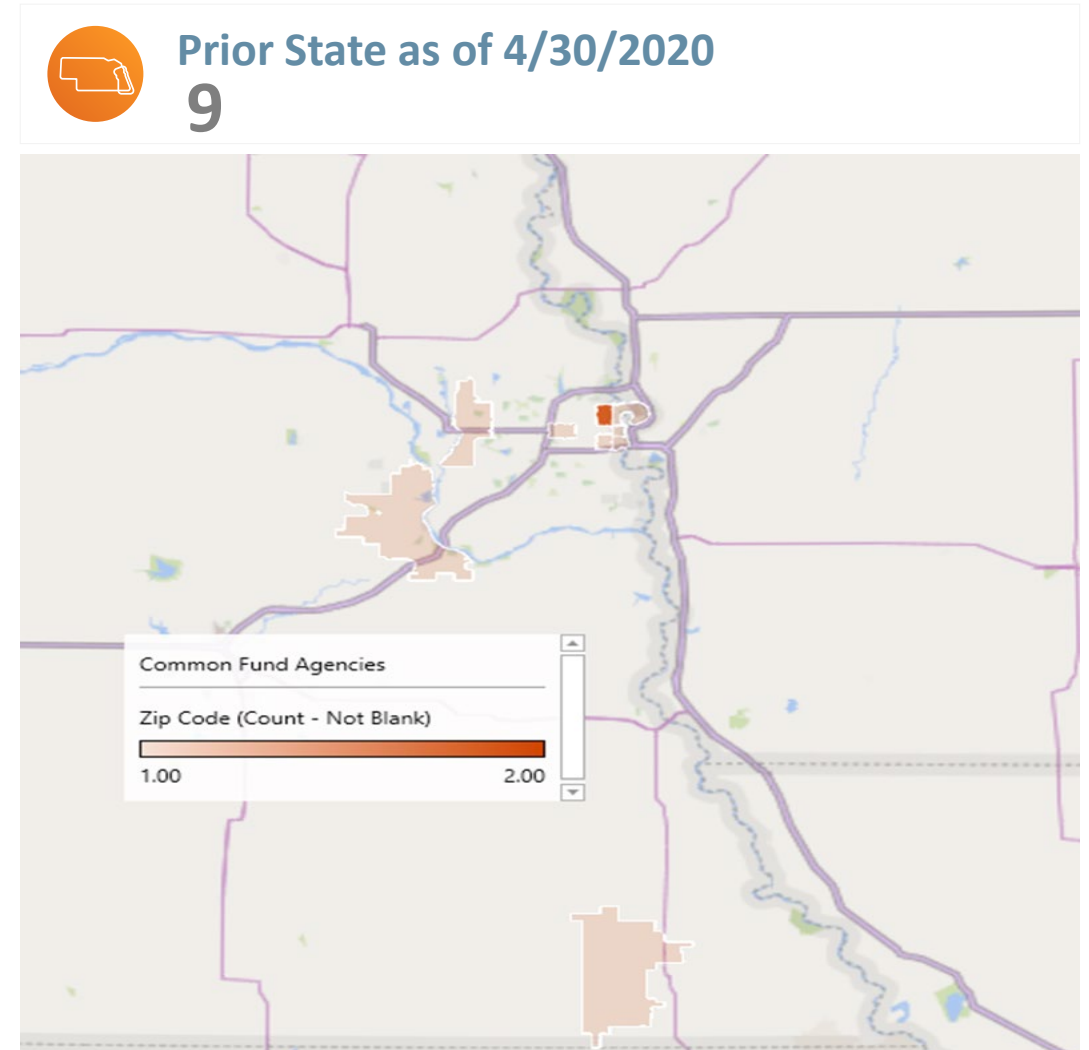 Prior State as of 4/30/2020
9
Common Fund Agencies
Zip Code (Count - Not Blank)
1.00 2.00